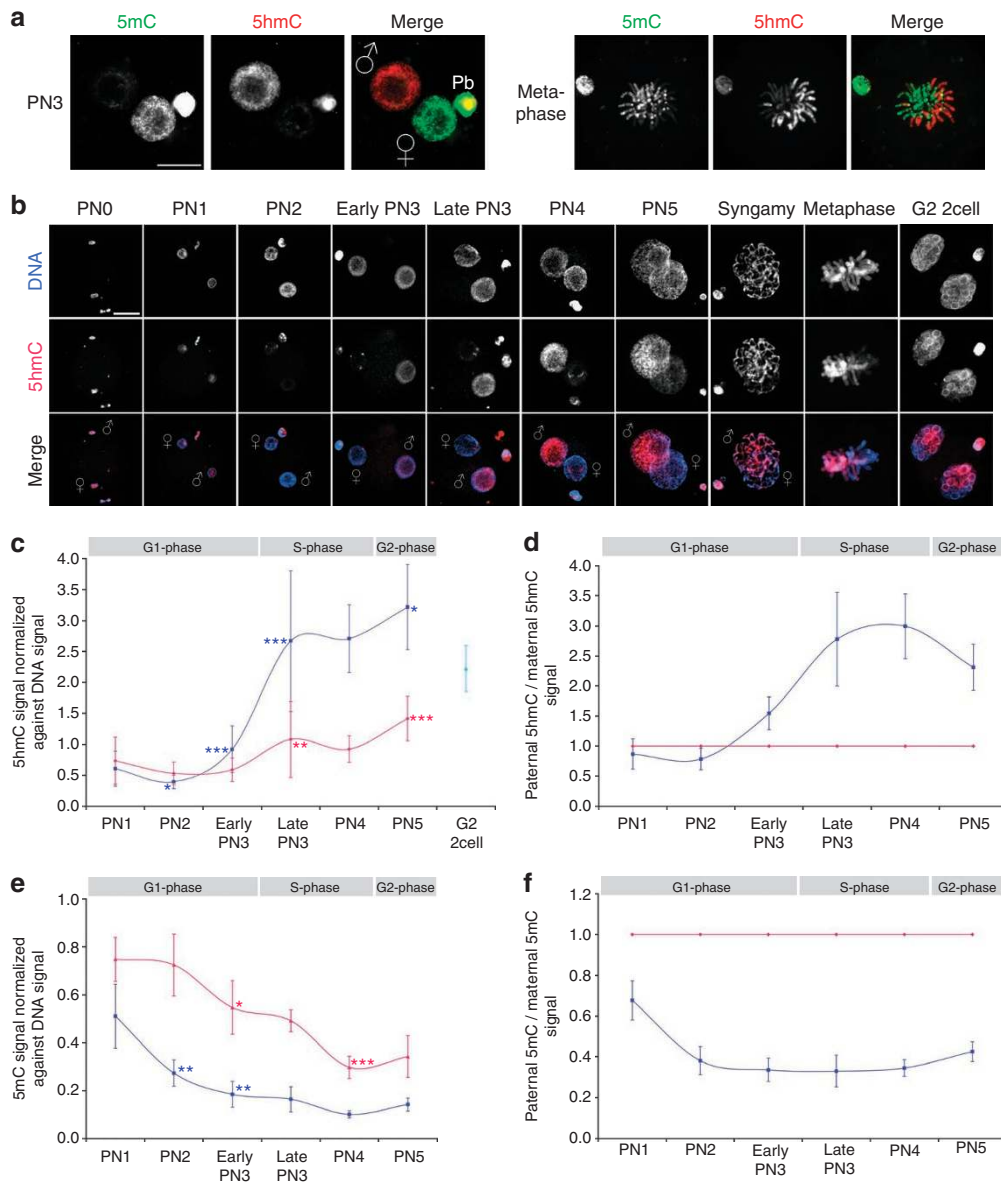 a
5mC 5hmC Merge
5mC 5hmC Merge
PN3
♂
Pb
♀
Meta-
phase
b
PN0 PN1 PN2 Early PN3 Late PN3 PN4 PN5 Syngamy Metaphase G2 2cell
DNA
5hmC
Merge
♀ ♂ ♀ ♂ ♀ ♂ ♀ ♂ ♀ ♂ ♂ ♀ ♂ ♀ ♂ ♀
c
G1-phase S-phase G2-phase
5hmC signal normalized
against DNA signal
4.0
3.5
3.0
2.5
2.0
1.5
1.0
0.5
0.0
*
***
***
**
*
***
PN1 PN2 Early
PN3 Late
PN3 PN4 PN5 G2
2cell
d
G1-phase S-phase G2-phase
Paternal 5hmC / maternal 5hmC
signal
4.0
3.5
3.0
2.5
2.0
1.5
1.0
0.5
0.0
PN1 PN2 Early
PN3 Late
PN3 PN4 PN5
e
G1-phase S-phase G2-phase
5mC signal normalized
against DNA signal
1.0
0.8
0.6
0.4
0.2
0.0
**
*
**
***
PN1 PN2 Early
PN3 Late
PN3 PN4 PN5
f
G1-phase S-phase G2-phase
Paternal 5mC / maternal 5mC
signal
1.2
1.0
0.8
0.6
0.4
0.2
0.0
PN1 PN2 Early
PN3 Late
PN3 PN4 PN5